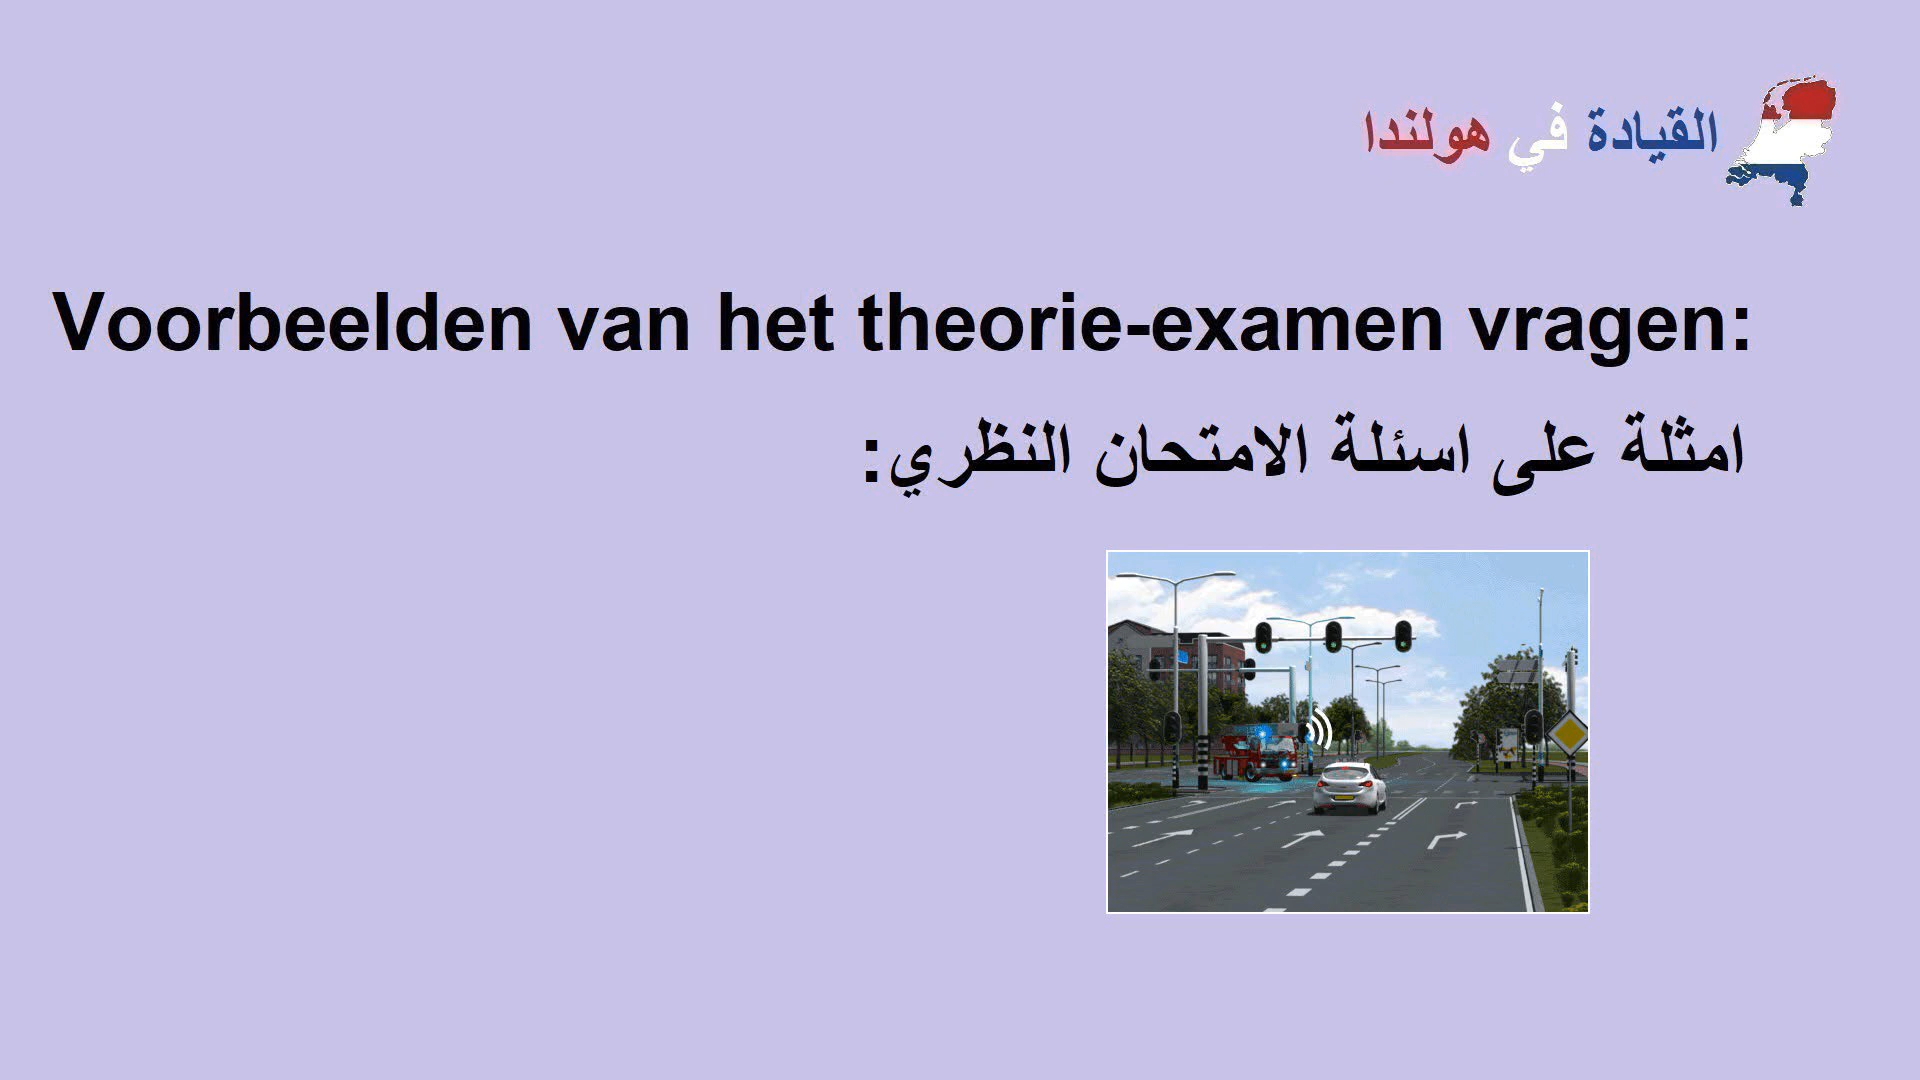 القيادة في هولندا
Voorbeelden van het theorie-examen vragen:
امثلة على اسئلة الامتحان النظري: